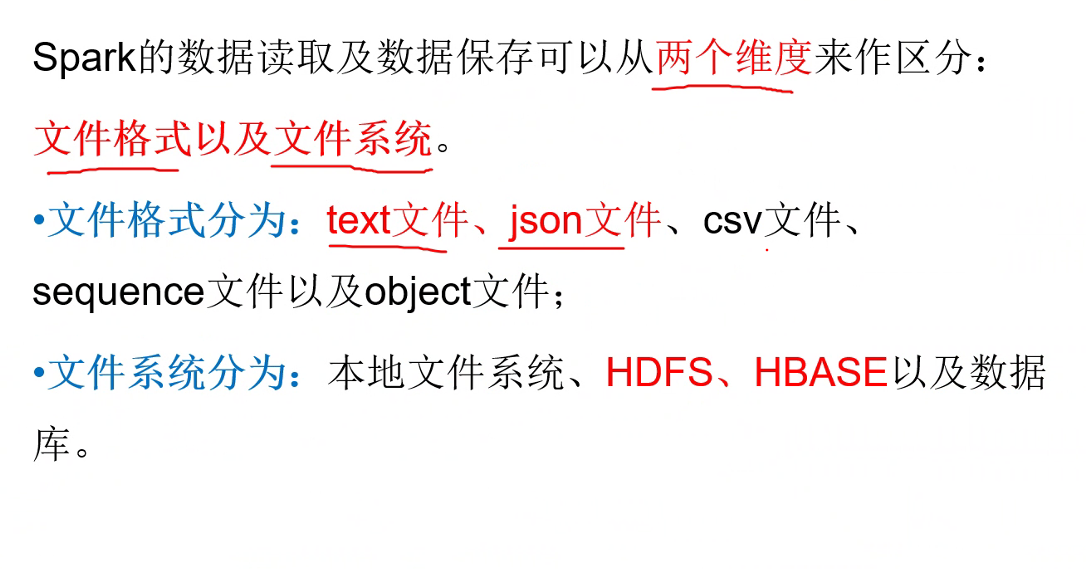 Spark的数据读取及数据保存可以从两个维度来作区分：
文件格式以及文件系统。
•文件格式分为：text文件、json文件、csv文件、
sequence文件以及object文件；
•文件系统分为：本地文件系统、HDFS、HBASE以及数据
库。